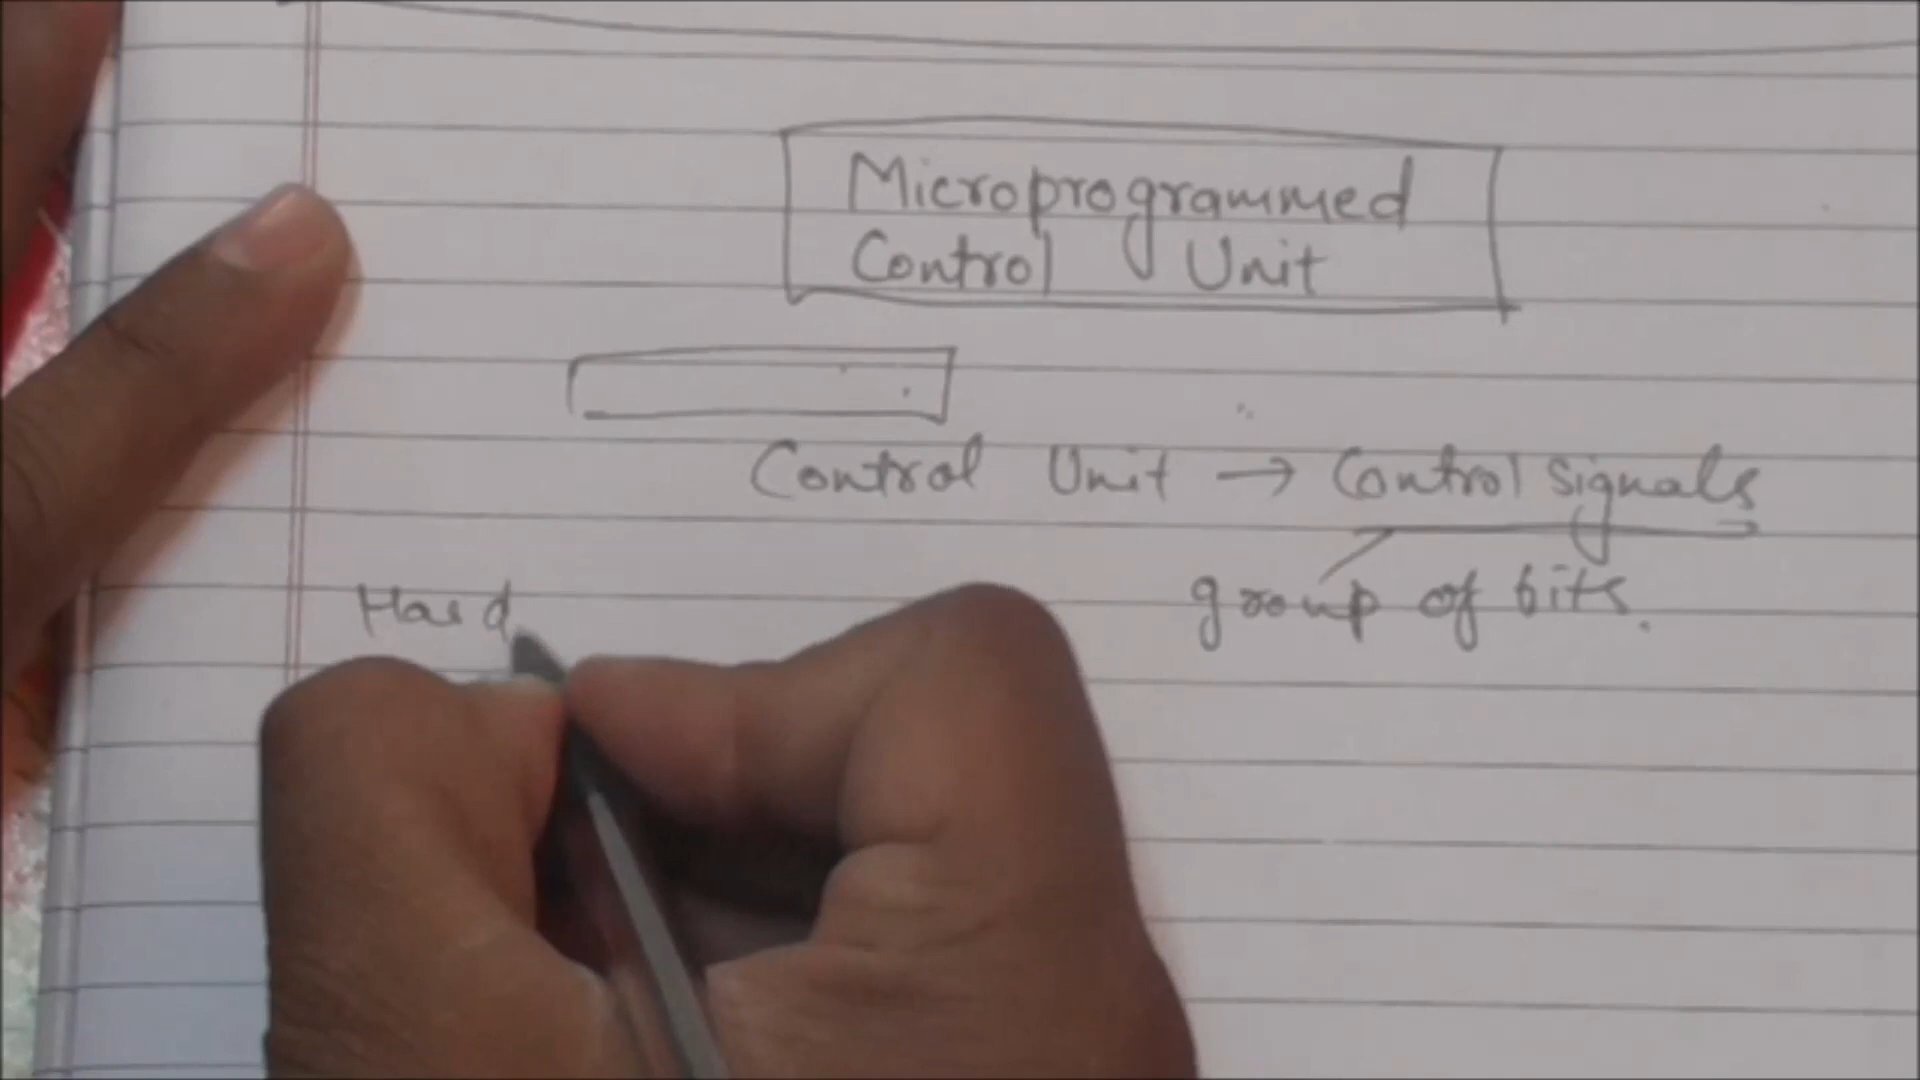 Microprogrammed
Control Unit
Control Unit → Control Signals
group of bits.
Hard